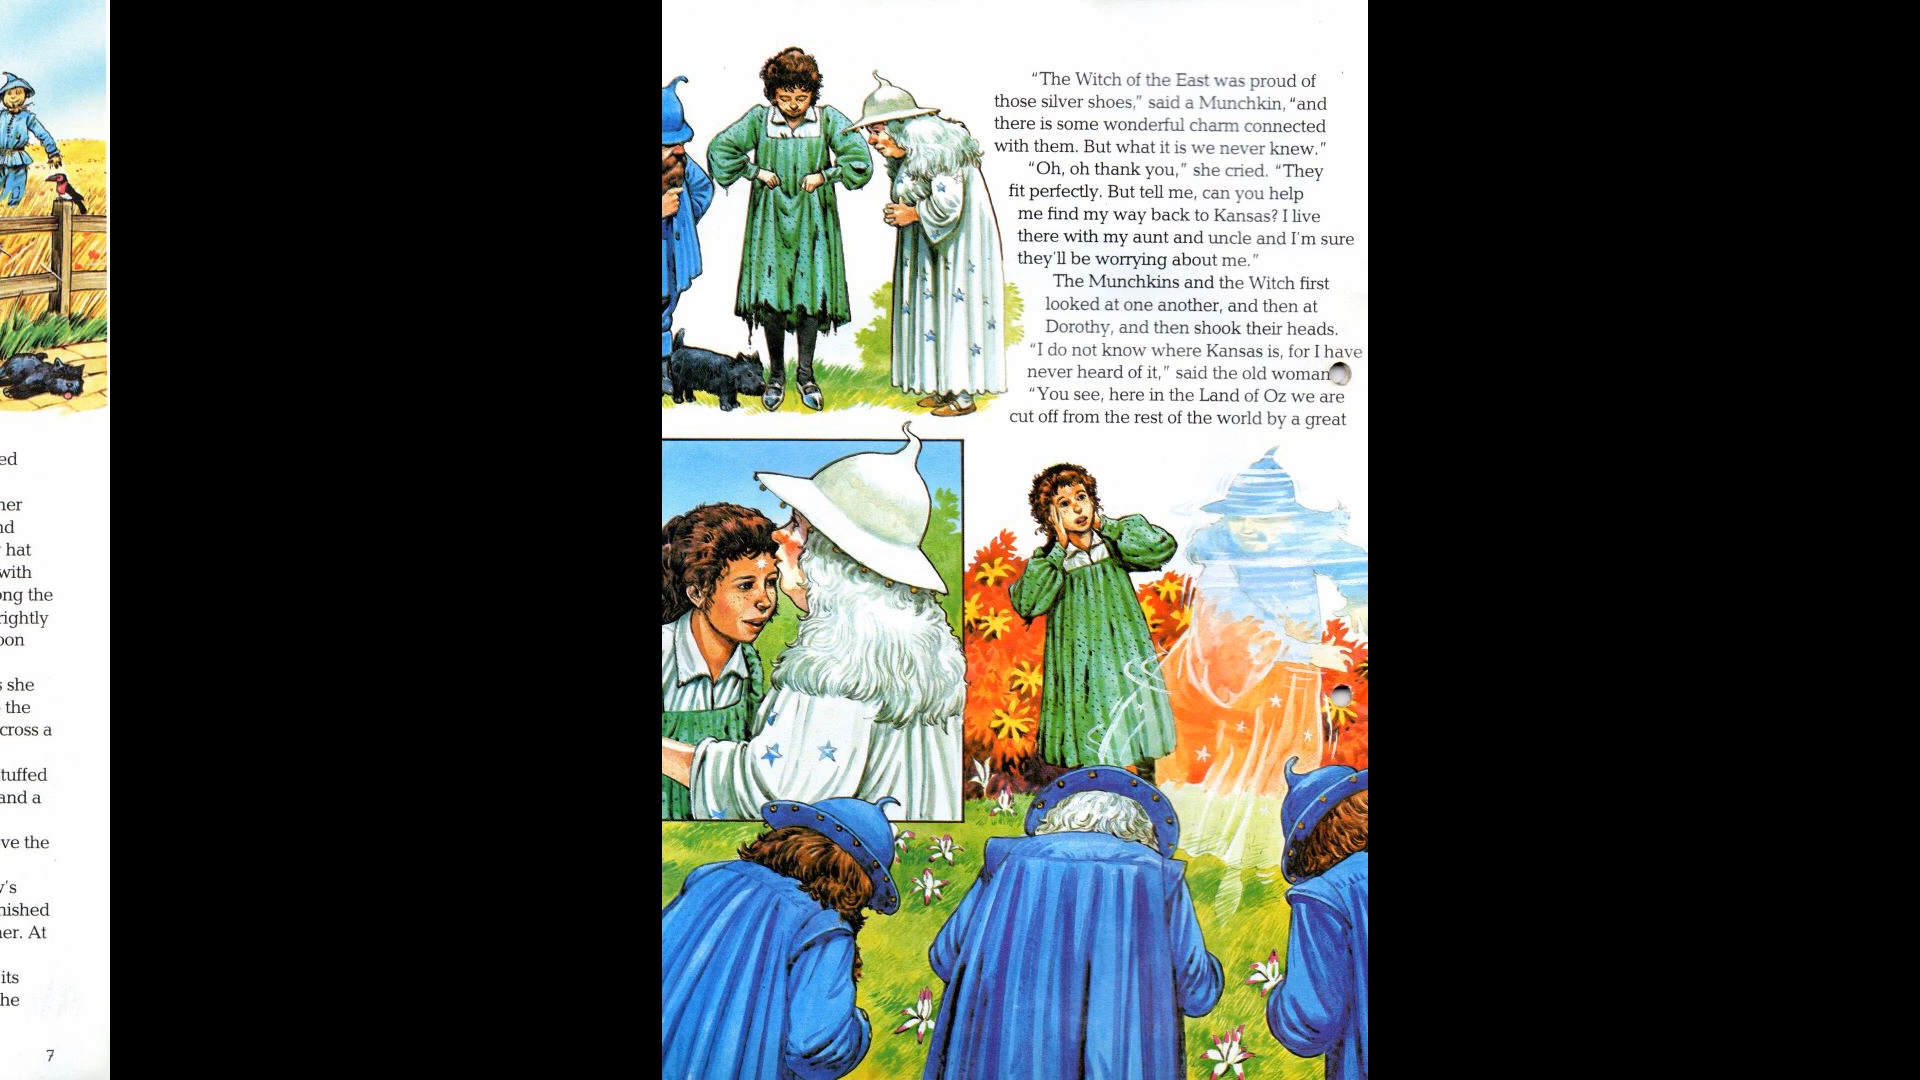 ed
her
nd
hat
with
ong the
rightly
oon
s she
the
cross a
tuffed
and a
ve the
y's
nished
her. At
its
he
7
“The Witch of the East was proud of
those silver shoes,” said a Munchkin, “and
there is some wonderful charm connected
with them. But what it is we never knew.”
“Oh, oh thank you,” she cried. “They
fit perfectly. But tell me, can you help
me find my way back to Kansas? I live
there with my aunt and uncle and I'm sure
they'll be worrying about me.”
The Munchkins and the Witch first
looked at one another, and then at
Dorothy, and then shook their heads.
“I do not know where Kansas is, for I have
never heard of it,” said the old woman
“You see, here in the Land of Oz we are
cut off from the rest of the world by a great